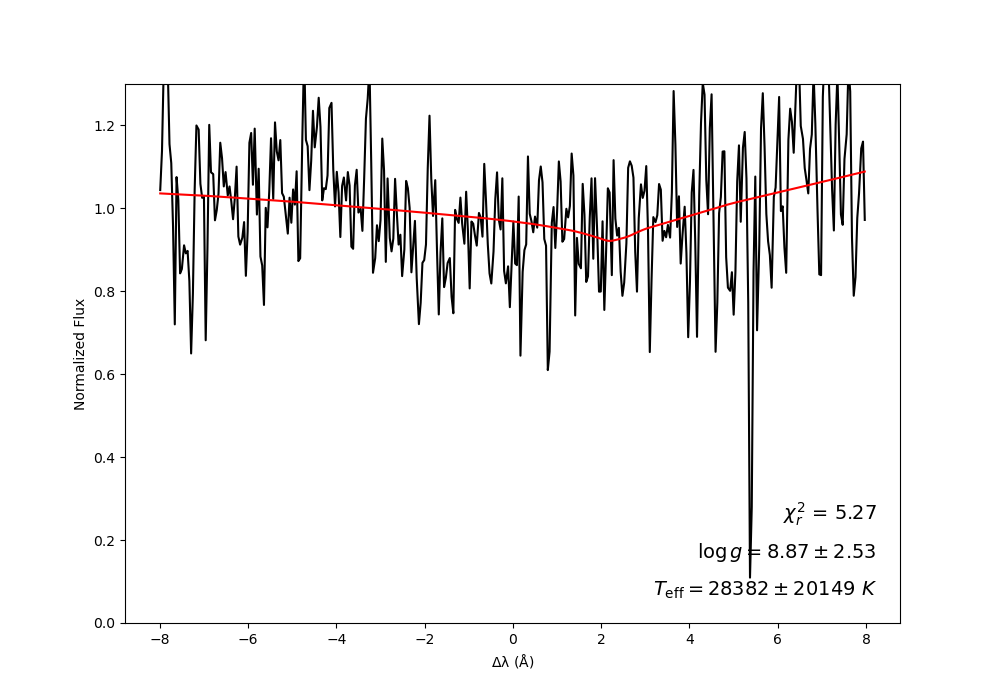 1.2
1.0
0.8
0.6
0.4
0.2
0.0
Normalized Flux
χ²ᵣ = 5.27
log g = 8.87 ± 2.53
T_eff = 28382 ± 20149 K
−8 −6 −4 −2 0 2 4 6 8
Δλ (Å)